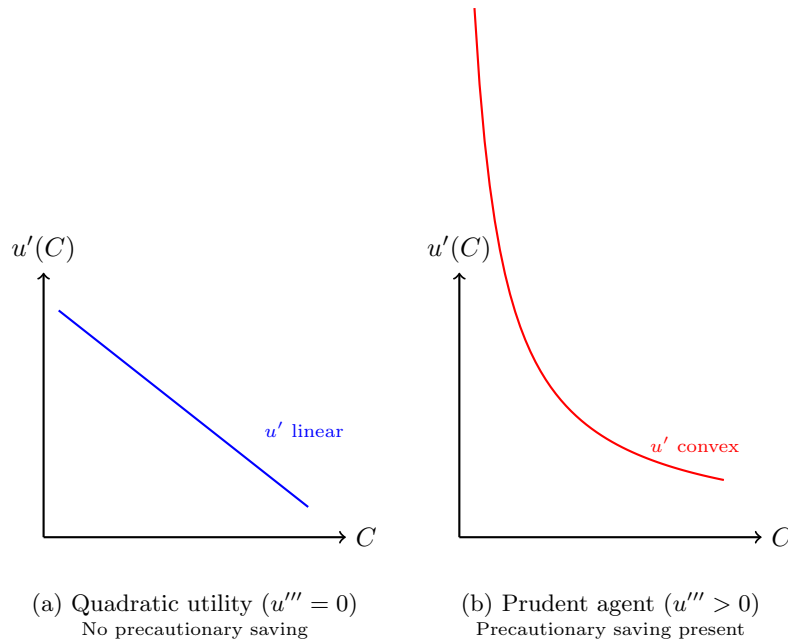 u′(C)
u′ linear
C
(a) Quadratic utility (u‴ = 0)
No precautionary saving
u′(C)
u′ convex
C
(b) Prudent agent (u‴ > 0)
Precautionary saving present